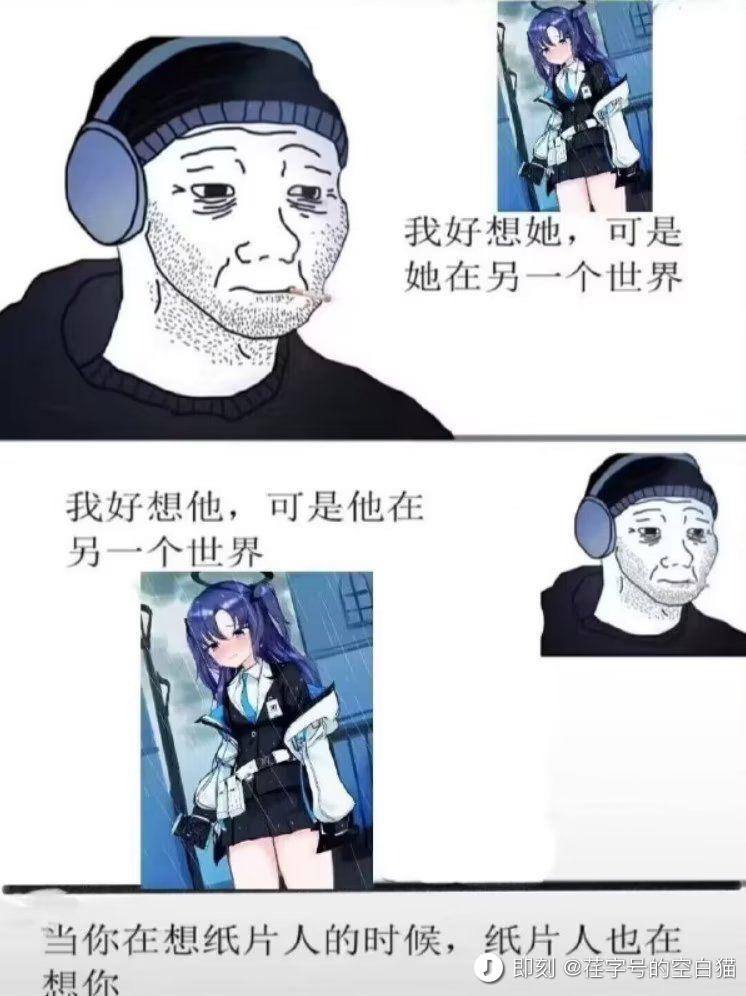 我好想她，可是
她在另一个世界
我好想他，可是他在
另一个世界
当你在想纸片人的时候，纸片人也在
想你
即刻 @茬字号的空白猫